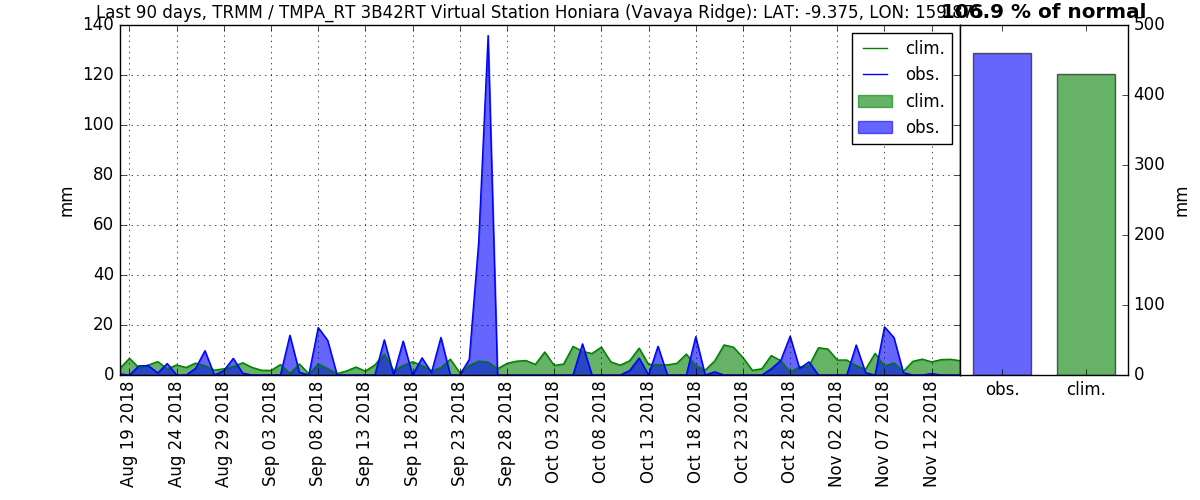 Last 90 days, TRMM / TMPA_RT 3B42RT Virtual Station Honiara (Vavaya Ridge): LAT: -9.375, LON:
106.9 % of normal
140
120
100
80
60
40
20
0
mm
clim.
obs.
clim.
obs.
500
400
300
200
100
0
mm
obs.
clim.
Aug 19 2018
Aug 24 2018
Aug 29 2018
Sep 03 2018
Sep 08 2018
Sep 13 2018
Sep 18 2018
Sep 23 2018
Sep 28 2018
Oct 03 2018
Oct 08 2018
Oct 13 2018
Oct 18 2018
Oct 23 2018
Oct 28 2018
Nov 02 2018
Nov 07 2018
Nov 12 2018